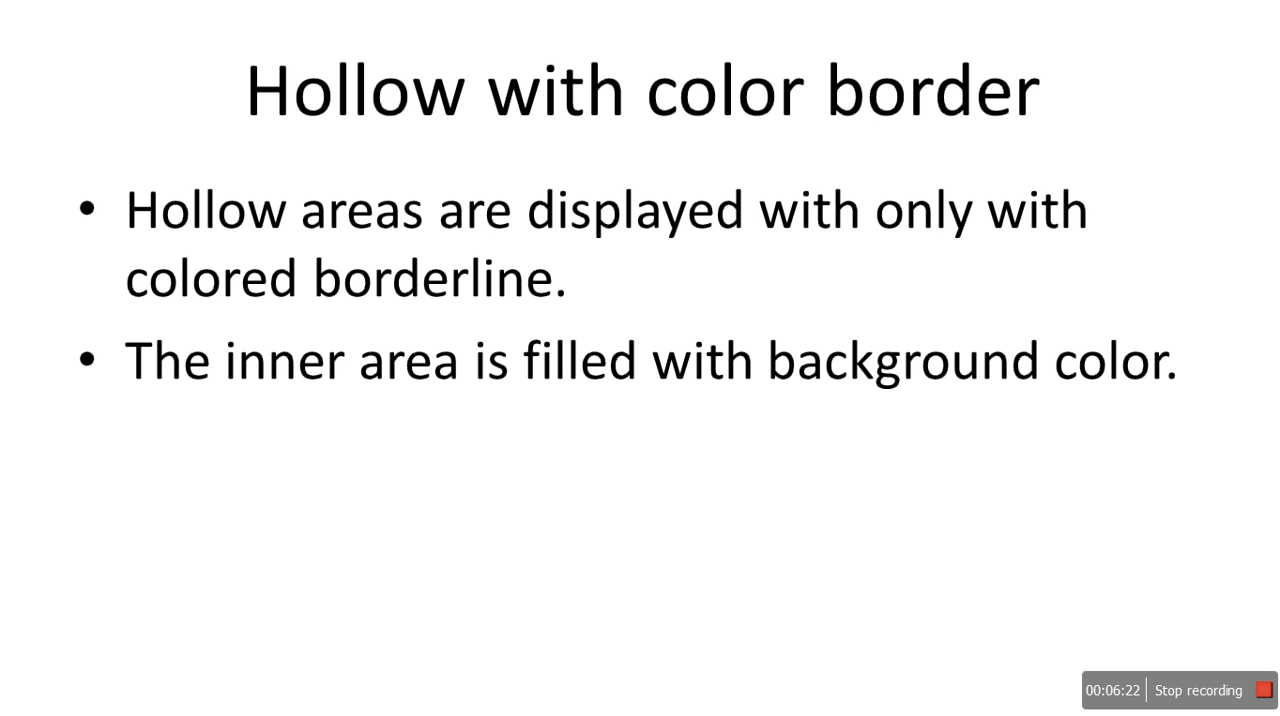 Hollow with color border
• Hollow areas are displayed with only with
colored borderline.
• The inner area is filled with background color.
00:06:22 Stop recording